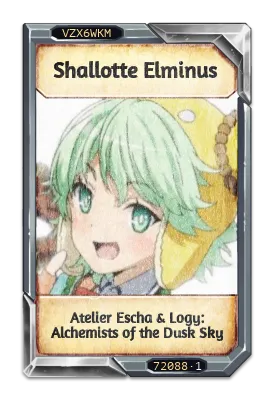 VZX6WKM
Shallotte Elminus
Atelier Escha & Logy:
Alchemists of the Dusk Sky
72088·1